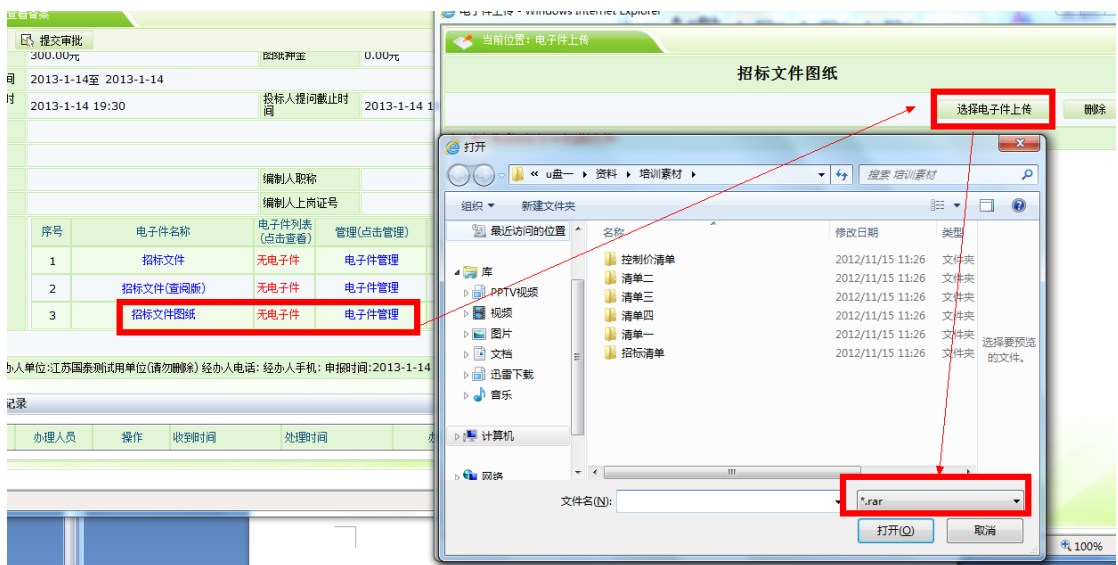 电子件上传 - Windows Internet Explorer
提交审批
当前位置：电子件上传
300.00元 图纸押金 0.00元
招标文件图纸
2013-1-14至 2013-1-14
2013-1-14 19:30 投标人提问截止时间 2013-1-14 1
选择电子件上传 删除
打开
« u盘一 ▸ 资料 ▸ 培训素材 ▸ 搜索 培训素材
编制人职称
编制人上岗证号
组织 新建文件夹
最近访问的位置 名称 修改日期 类型
序号 电子件名称 电子件列表(点击查看) 管理(点击管理)
1 招标文件 无电子件 电子件管理
2 招标文件(查阅版) 无电子件 电子件管理
3 招标文件图纸 无电子件 电子件管理
库
PPTV视频
视频
图片
文档
迅雷下载
音乐
计算机
网络
控制价清单 2012/11/15 11:26 文件夹
清单二 2012/11/15 11:26 文件夹
清单三 2012/11/15 11:26 文件夹
清单四 2012/11/15 11:26 文件夹
清单一 2012/11/15 11:26 文件夹
招标清单 2012/11/15 11:26 文件夹
选择要预览的文件。
办人单位:江苏国泰测试用单位(请勿删除) 经办人电话: 经办人手机: 申报时间:2013-1-14
记录
办理人员 操作 收到时间 处理时间
文件名(N): *.rar
打开(O) 取消
100%